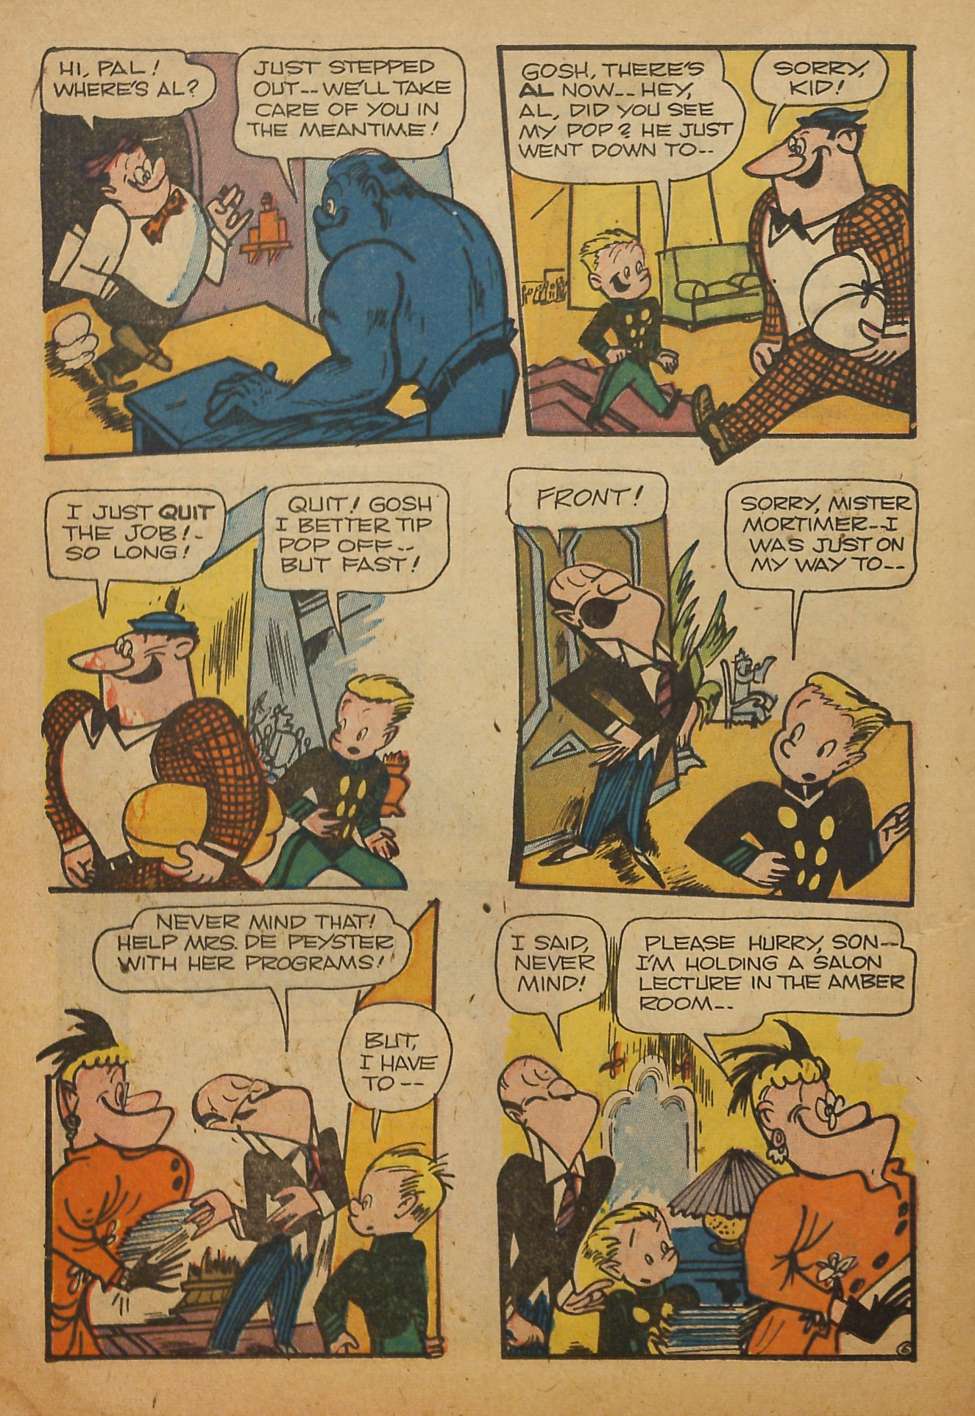 HI, PAL!
WHERE'S AL?
JUST STEPPED
OUT-- WE'LL TAKE
CARE OF YOU IN
THE MEANTIME!
GOSH, THERE'S
AL NOW-- HEY,
AL, DID YOU SEE
MY POP? HE JUST
WENT DOWN TO--
SORRY,
KID!
I JUST QUIT
THE JOB!-
SO LONG!
QUIT! GOSH
I BETTER TIP
POP OFF--
BUT FAST!
FRONT!
SORRY, MISTER
MORTIMER--I
WAS JUST ON
MY WAY TO--
NEVER MIND THAT!
HELP MRS. DE PEYSTER
WITH HER PROGRAMS!
BUT,
I HAVE
TO --
I SAID,
NEVER
MIND!
PLEASE HURRY, SON--
I'M HOLDING A SALON
LECTURE IN THE AMBER
ROOM--
6